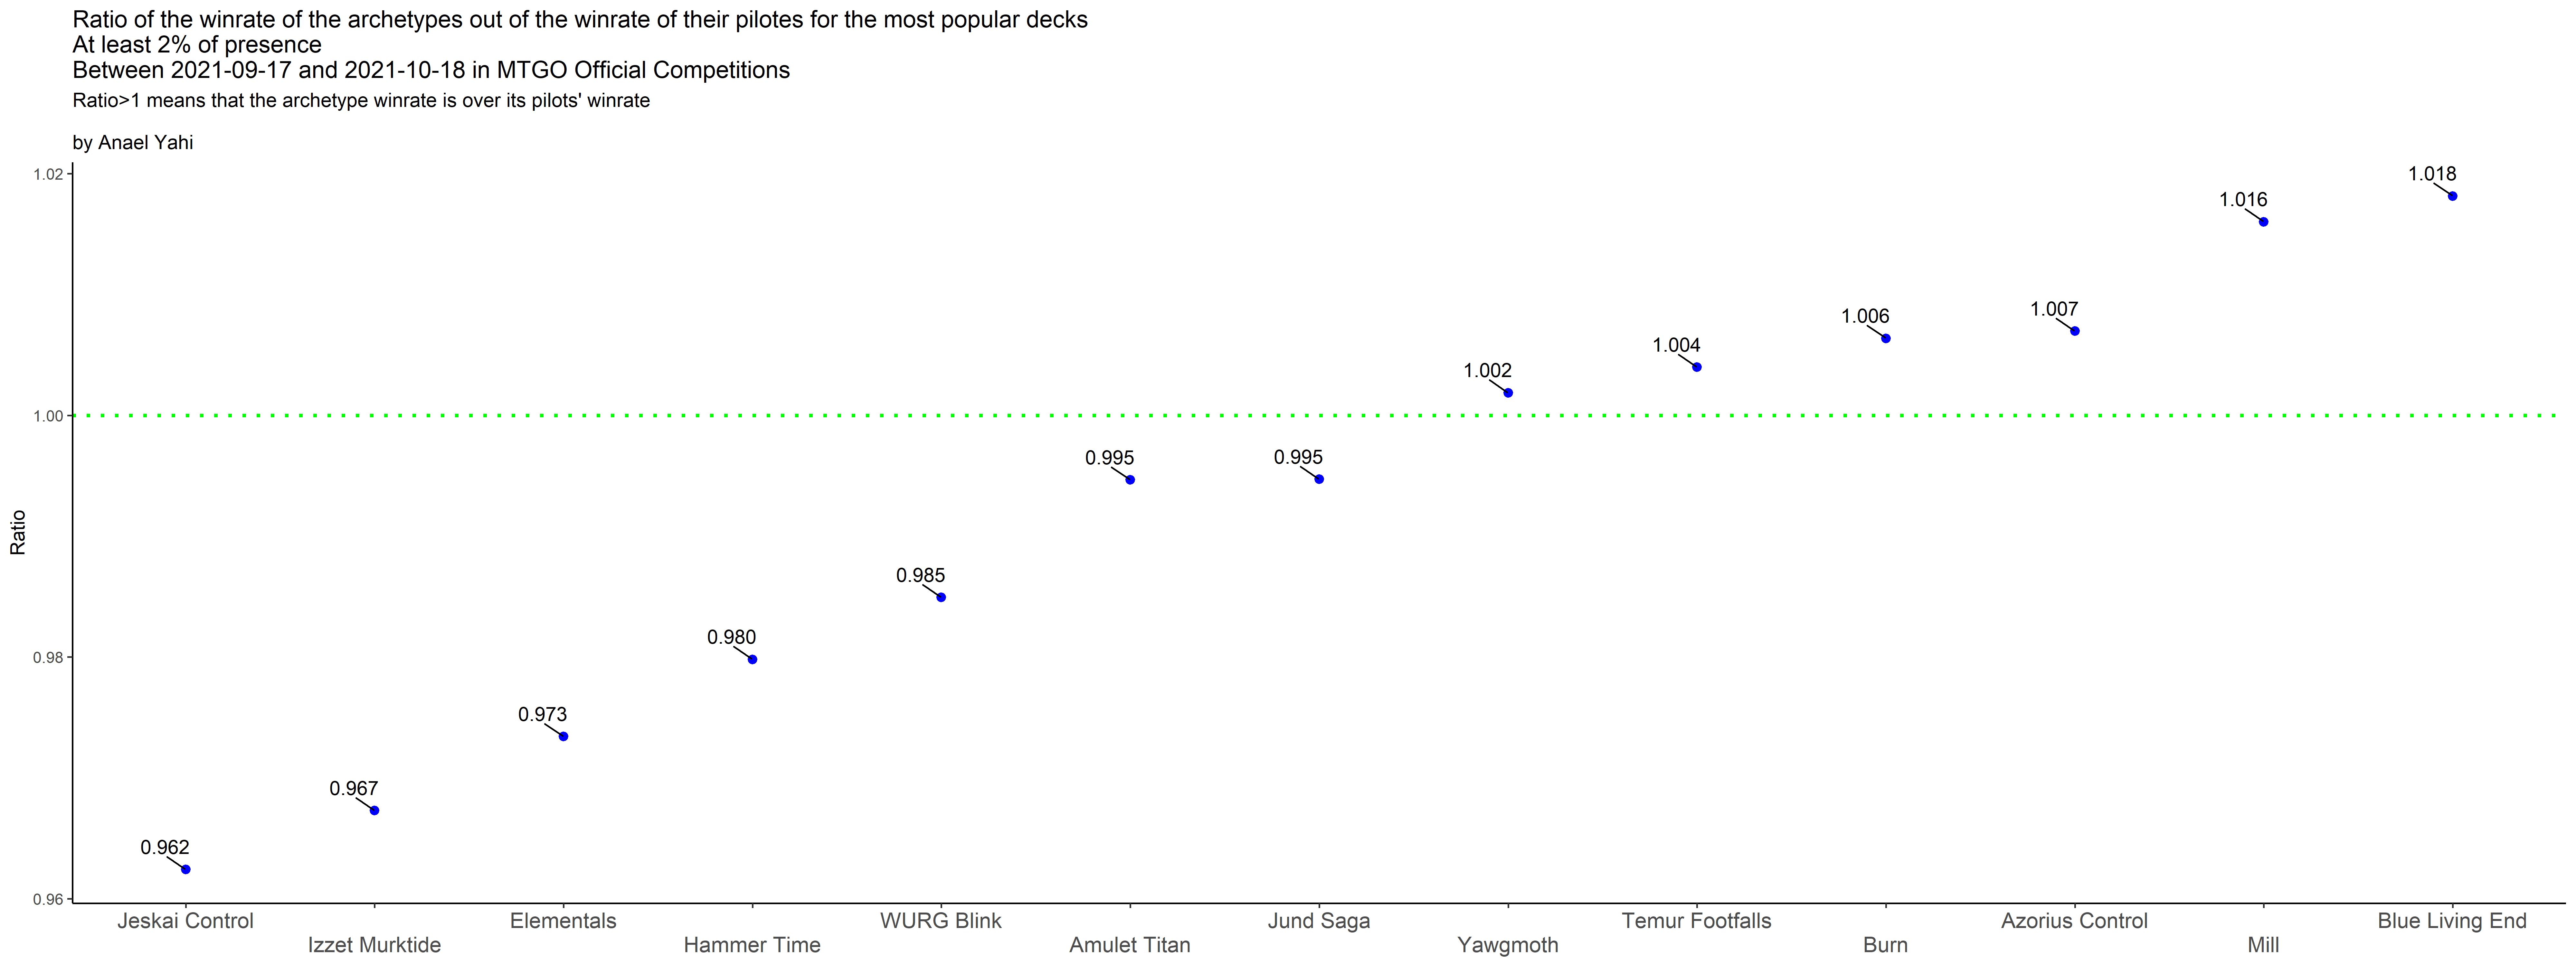 Ratio of the winrate of the archetypes out of the winrate of their pilotes for the most popular decks
At least 2% of presence
Between 2021-09-17 and 2021-10-18 in MTGO Official Competitions
Ratio>1 means that the archetype winrate is over its pilots' winrate
by Anael Yahi
1.02
1.00
0.98
0.96
Ratio
0.962
0.967
0.973
0.980
0.985
0.995
0.995
1.002
1.004
1.006
1.007
1.016
1.018
Jeskai Control
Izzet Murktide
Elementals
Hammer Time
WURG Blink
Amulet Titan
Jund Saga
Yawgmoth
Temur Footfalls
Burn
Azorius Control
Mill
Blue Living End